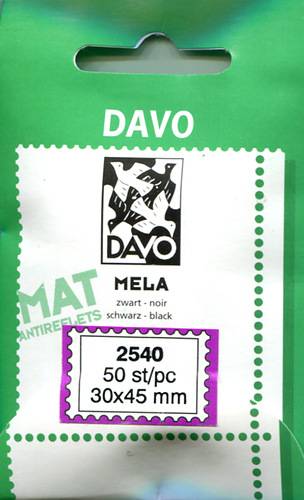 DAVO
DAVO
MELA
zwart - noir
schwarz - black
MAT
ANTIREFLETS
2540
50 st/pc
30x45 mm